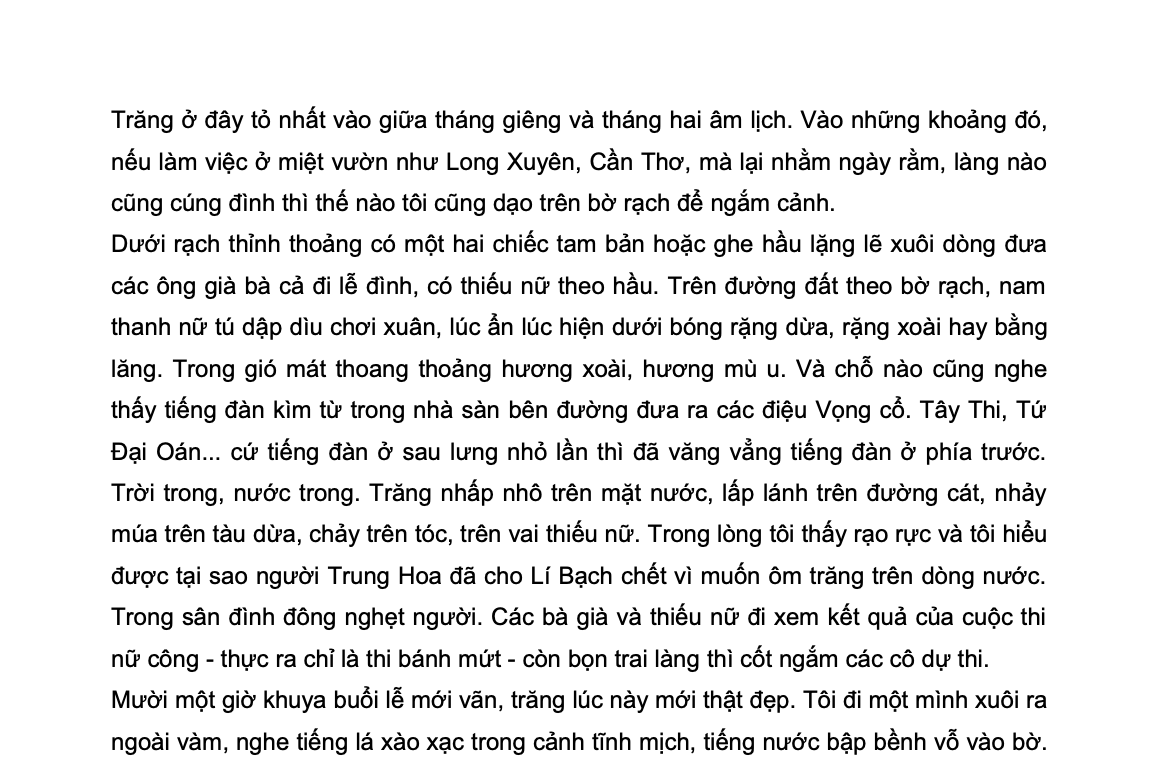 Trăng ở đây tỏ nhất vào giữa tháng giêng và tháng hai âm lịch. Vào những khoảng đó,
nếu làm việc ở miệt vườn như Long Xuyên, Cần Thơ, mà lại nhằm ngày rằm, làng nào
cũng cúng đình thì thế nào tôi cũng dạo trên bờ rạch để ngắm cảnh.
Dưới rạch thỉnh thoảng có một hai chiếc tam bản hoặc ghe hầu lặng lẽ xuôi dòng đưa
các ông già bà cả đi lễ đình, có thiếu nữ theo hầu. Trên đường đất theo bờ rạch, nam
thanh nữ tú dập dìu chơi xuân, lúc ẩn lúc hiện dưới bóng rặng dừa, rặng xoài hay bằng
lăng. Trong gió mát thoang thoảng hương xoài, hương mù u. Và chỗ nào cũng nghe
thấy tiếng đàn kìm từ trong nhà sàn bên đường đưa ra các điệu Vọng cổ. Tây Thi, Tứ
Đại Oán... cứ tiếng đàn ở sau lưng nhỏ lần thì đã văng vẳng tiếng đàn ở phía trước.
Trời trong, nước trong. Trăng nhấp nhô trên mặt nước, lấp lánh trên đường cát, nhảy
múa trên tàu dừa, chảy trên tóc, trên vai thiếu nữ. Trong lòng tôi thấy rạo rực và tôi hiểu
được tại sao người Trung Hoa đã cho Lí Bạch chết vì muốn ôm trăng trên dòng nước.
Trong sân đình đông nghẹt người. Các bà già và thiếu nữ đi xem kết quả của cuộc thi
nữ công - thực ra chỉ là thi bánh mứt - còn bọn trai làng thì cốt ngắm các cô dự thi.
Mười một giờ khuya buổi lễ mới vãn, trăng lúc này mới thật đẹp. Tôi đi một mình xuôi ra
ngoài vàm, nghe tiếng lá xào xạc trong cảnh tĩnh mịch, tiếng nước bập bềnh vỗ vào bờ.